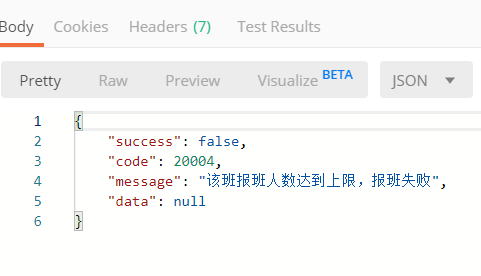 Body Cookies Headers (7) Test Results
Pretty Raw Preview Visualize BETA JSON
1 {
2 "success": false,
3 "code": 20004,
4 "message": "该班报班人数达到上限，报班失败",
5 "data": null
6 }